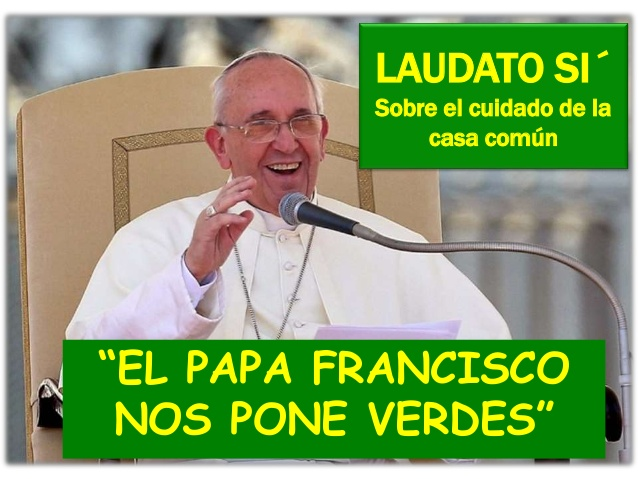 LAUDATO SI´
Sobre el cuidado de la
casa común
“EL PAPA FRANCISCO
NOS PONE VERDES”